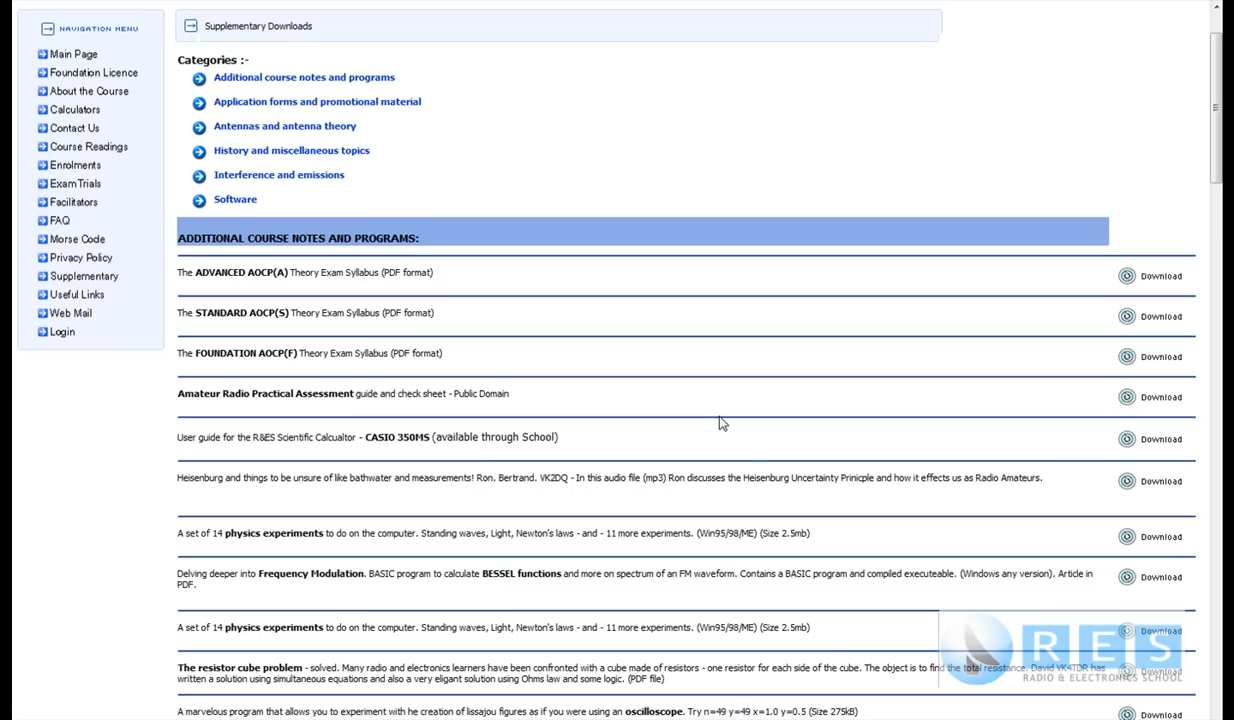 NAVIGATION MENU
Main Page
Foundation Licence
About the Course
Calculators
Contact Us
Course Readings
Enrolments
Exam Trials
Facilitators
FAQ
Morse Code
Privacy Policy
Supplementary
Useful Links
Web Mail
Login
Supplementary Downloads
Categories :-
Additional course notes and programs
Application forms and promotional material
Antennas and antenna theory
History and miscellaneous topics
Interference and emissions
Software
ADDITIONAL COURSE NOTES AND PROGRAMS:
The ADVANCED AOCP(A) Theory Exam Syllabus (PDF format) Download
The STANDARD AOCP(S) Theory Exam Syllabus (PDF format) Download
The FOUNDATION AOCP(F) Theory Exam Syllabus (PDF format) Download
Amateur Radio Practical Assessment guide and check sheet - Public Domain Download
User guide for the R&ES Scientific Calcualtor - CASIO 350MS (available through School) Download
Heisenburg and things to be unsure of like bathwater and measurements! Ron. Bertrand. VK2DQ - In this audio file (mp3) Ron discusses the Heisenburg Uncertainty Prinicple and how it effects us as Radio Amateurs. Download
A set of 14 physics experiments to do on the computer. Standing waves, Light, Newton's laws - and - 11 more experiments. (Win95/98/ME) (Size 2.5mb) Download
Delving deeper into Frequency Modulation. BASIC program to calculate BESSEL functions and more on spectrum of an FM waveform. Contains a BASIC program and compiled executeable. (Windows any version). Article in Download
PDF.
A set of 14 physics experiments to do on the computer. Standing waves, Light, Newton's laws - and - 11 more experiments. (Win95/98/ME) (Size 2.5mb) Download
The resistor cube problem - solved. Many radio and electronics learners have been confronted with a cube made of resistors - one resistor for each side of the cube. The object is to find the total resistance. David VK4TDR has Download
written a solution using simultaneous equations and also a very eligant solution using Ohms law and some logic. (PDF file)
A marvelous program that allows you to experiment with he creation of lissajou figures as if you were using an oscilloscope. Try n=49 y=49 x=1.0 y=0.5 (Size 275kB) Download
RES
RADIO & ELECTRONICS SCHOOL